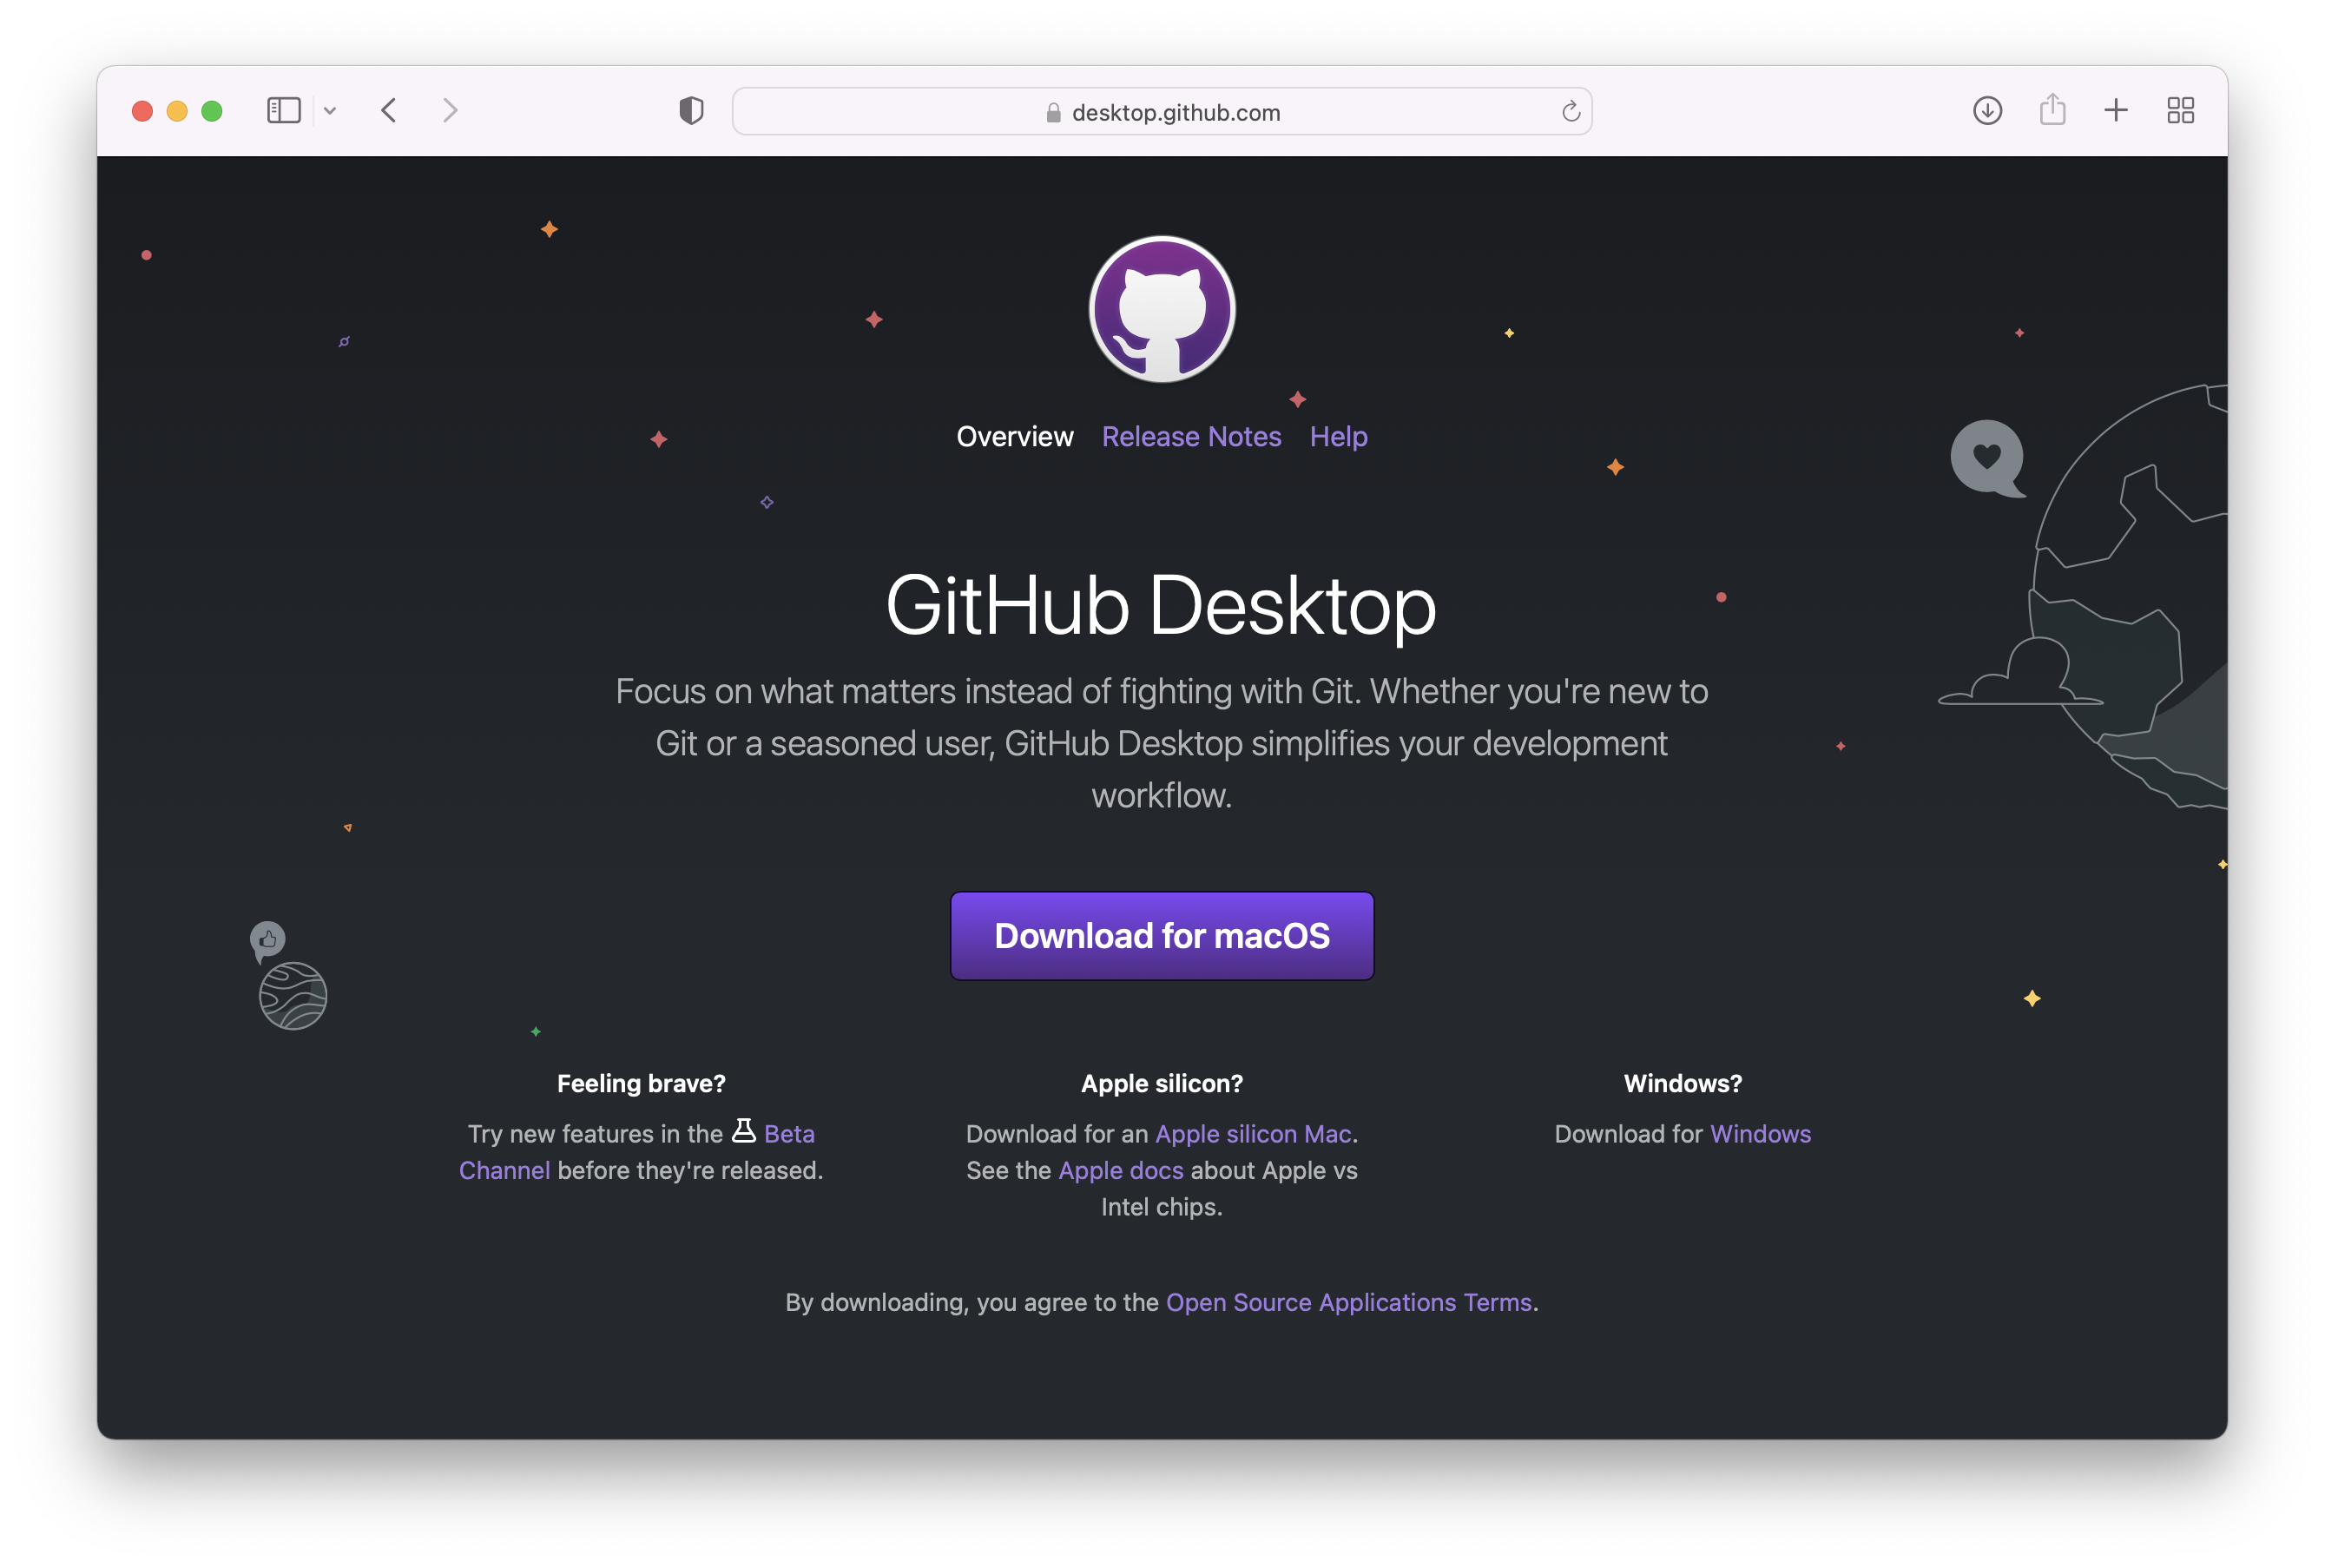 desktop.github.com
Overview Release Notes Help
GitHub Desktop
Focus on what matters instead of fighting with Git. Whether you're new to
Git or a seasoned user, GitHub Desktop simplifies your development
workflow.
Download for macOS
Feeling brave?
Try new features in the Beta
Channel before they're released.
Apple silicon?
Download for an Apple silicon Mac.
See the Apple docs about Apple vs
Intel chips.
Windows?
Download for Windows
By downloading, you agree to the Open Source Applications Terms.